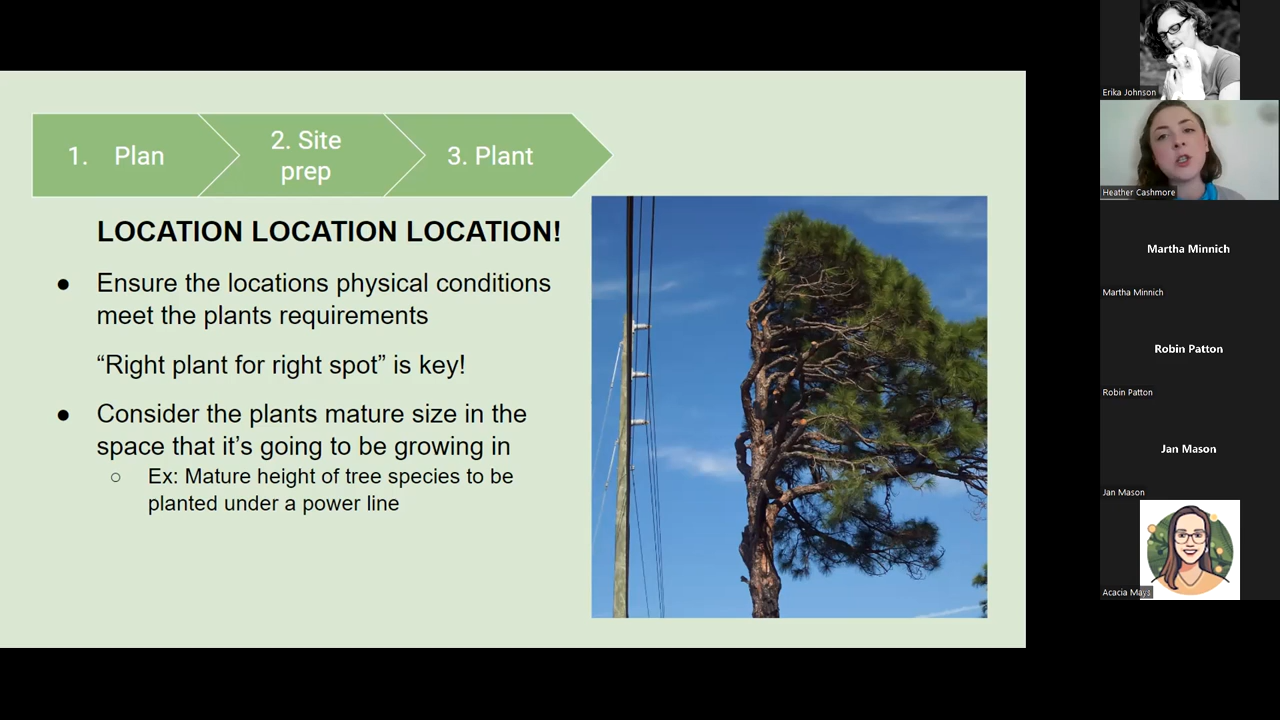 1. Plan
2. Site
prep
3. Plant
LOCATION LOCATION LOCATION!
● Ensure the locations physical conditions
meet the plants requirements
“Right plant for right spot” is key!
● Consider the plants mature size in the
space that it’s going to be growing in
○ Ex: Mature height of tree species to be
planted under a power line
Erika Johnson
Heather Cashmore
Martha Minnich
Martha Minnich
Robin Patton
Robin Patton
Jan Mason
Jan Mason
Acacia Mays